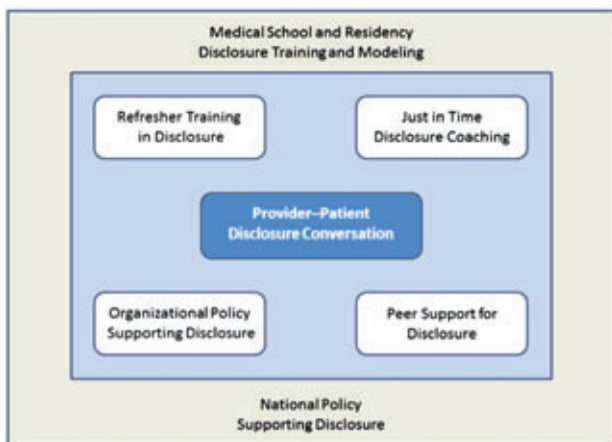 Medical School and Residency
Disclosure Training and Modeling
Refresher Training
in Disclosure
Just in Time
Disclosure Coaching
Provider–Patient
Disclosure Conversation
Organizational Policy
Supporting Disclosure
Peer Support for
Disclosure
National Policy
Supporting Disclosure